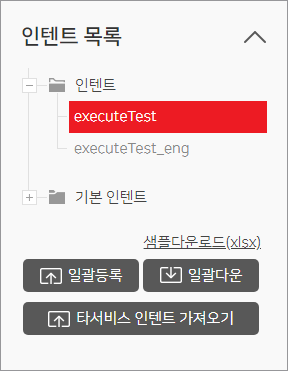 인텐트 목록
인텐트
executeTest
executeTest_eng
기본 인텐트
샘플다운로드(xlsx)
일괄등록
일괄다운
타서비스 인텐트 가져오기